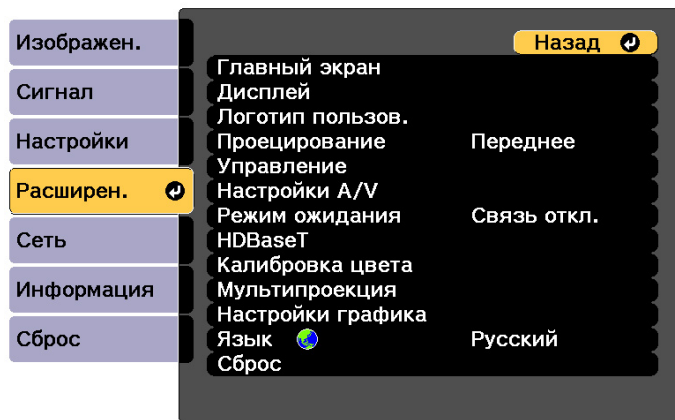 Изображен.
Сигнал
Настройки
Расширен.
Сеть
Информация
Сброс
Назад
Главный экран
Дисплей
Логотип пользов.
Проецирование Переднее
Управление
Настройки A/V
Режим ожидания Связь откл.
HDBaseT
Калибровка цвета
Мультипроекция
Настройки графика
Язык Русский
Сброс